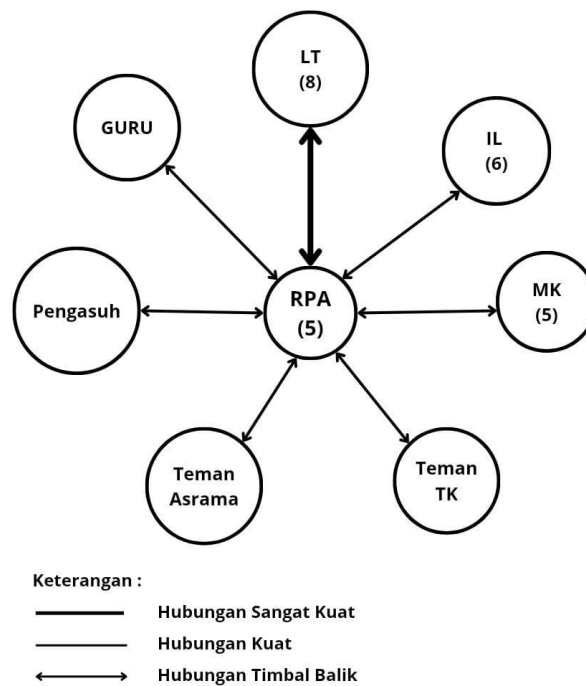 LT
(8)
GURU
IL
(6)
Pengasuh
RPA
(5)
MK
(5)
Teman
Asrama
Teman
TK
Keterangan :
Hubungan Sangat Kuat
Hubungan Kuat
Hubungan Timbal Balik